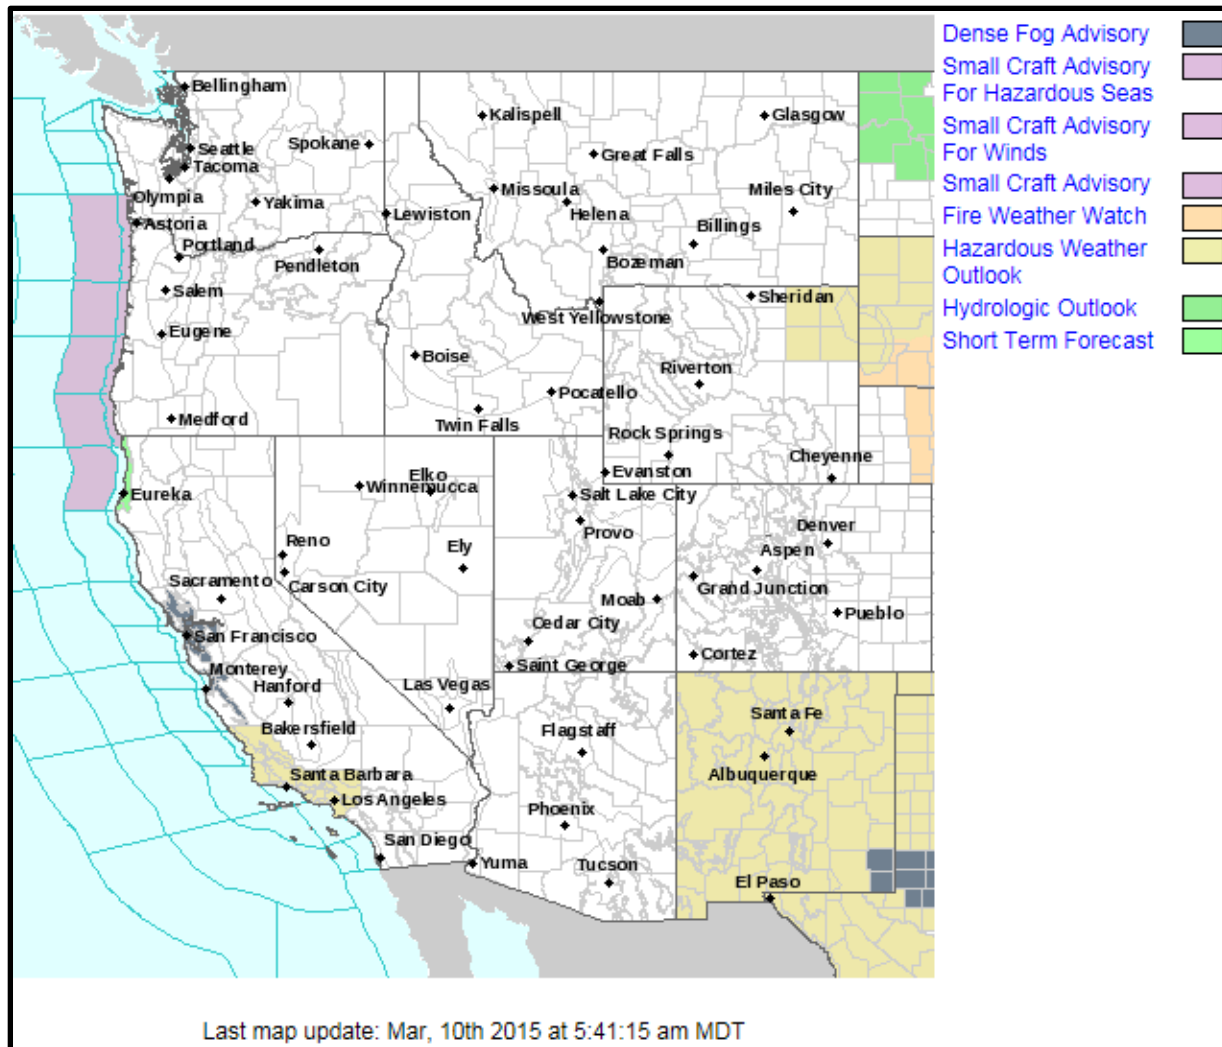 Dense Fog Advisory
Small Craft Advisory
For Hazardous Seas
Small Craft Advisory
For Winds
Small Craft Advisory
Fire Weather Watch
Hazardous Weather
Outlook
Hydrologic Outlook
Short Term Forecast
Bellingham
Seattle
Spokane
Tacoma
Olympia
Yakima
Astoria
Portland
Pendleton
Lewiston
Salem
Eugene
Medford
Kalispell
Glasgow
Great Falls
Missoula
Helena
Miles City
Billings
Bozeman
West Yellowstone
Sheridan
Boise
Pocatello
Twin Falls
Riverton
Rock Springs
Evanston
Cheyenne
Eureka
Winnemucca
Elko
Salt Lake City
Provo
Reno
Ely
Carson City
Sacramento
San Francisco
Monterey
Hanford
Bakersfield
Las Vegas
Moab
Cedar City
Saint George
Denver
Aspen
Grand Junction
Pueblo
Cortez
Santa Barbara
Los Angeles
San Diego
Yuma
Flagstaff
Phoenix
Tucson
Santa Fe
Albuquerque
El Paso
Last map update: Mar, 10th 2015 at 5:41:15 am MDT